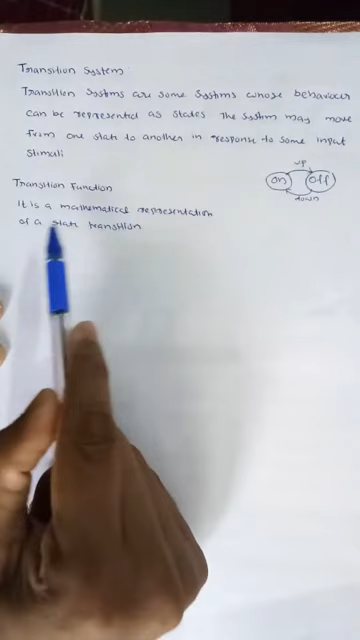 Transition System
Transition Systems are some Systems whose behaviour
can be represented as states The System may move
from one state to another in response to some input
stimuli
up
on off
down
Transition Function
It is a mathematical representation
of a state transition